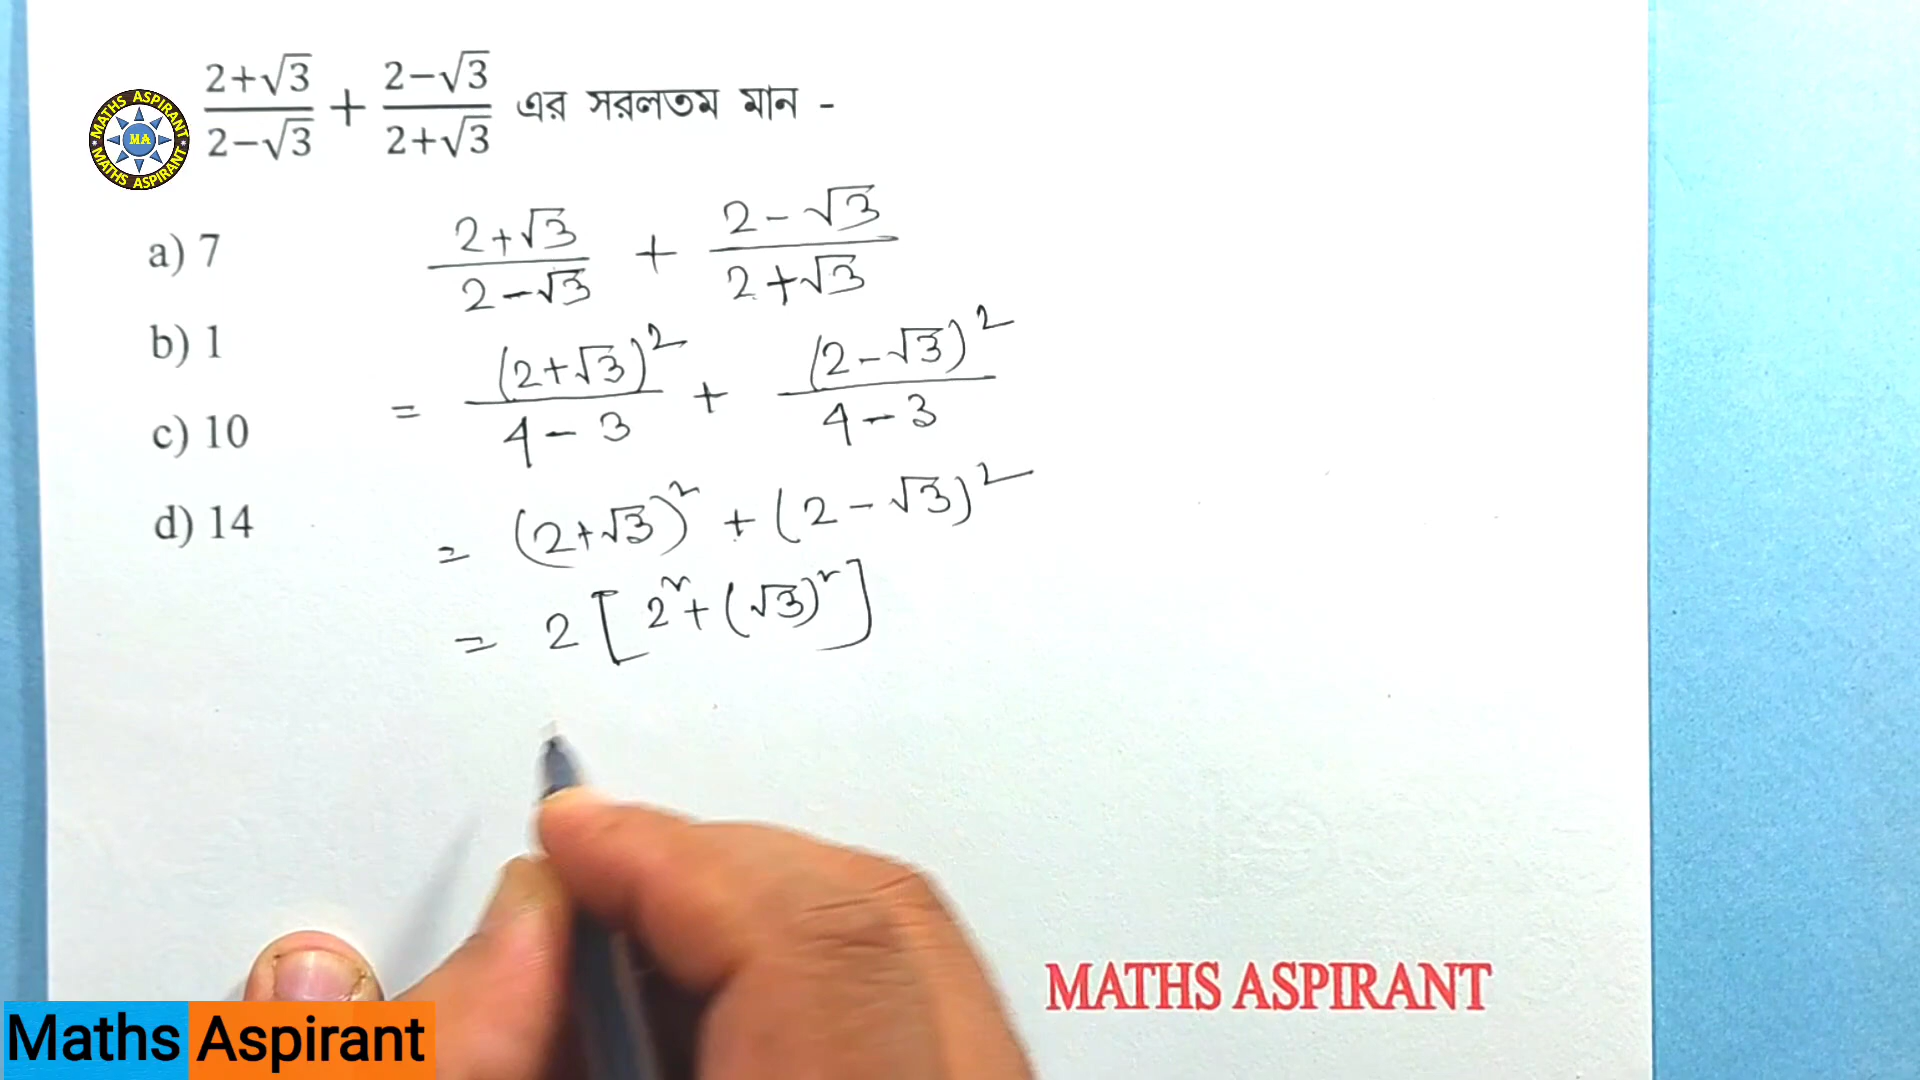 (2+√3)/(2−√3) + (2−√3)/(2+√3) এর সরলতম মান -
MATHS ASPIRANT
MA
MATHS ASPIRANT
a) 7
b) 1
c) 10
d) 14
(2+√3)/(2−√3) + (2−√3)/(2+√3)
= (2+√3)²/(4−3) + (2−√3)²/(4−3)
= (2+√3)² + (2−√3)²
= 2[2² + (√3)²]
MATHS ASPIRANT
Maths Aspirant